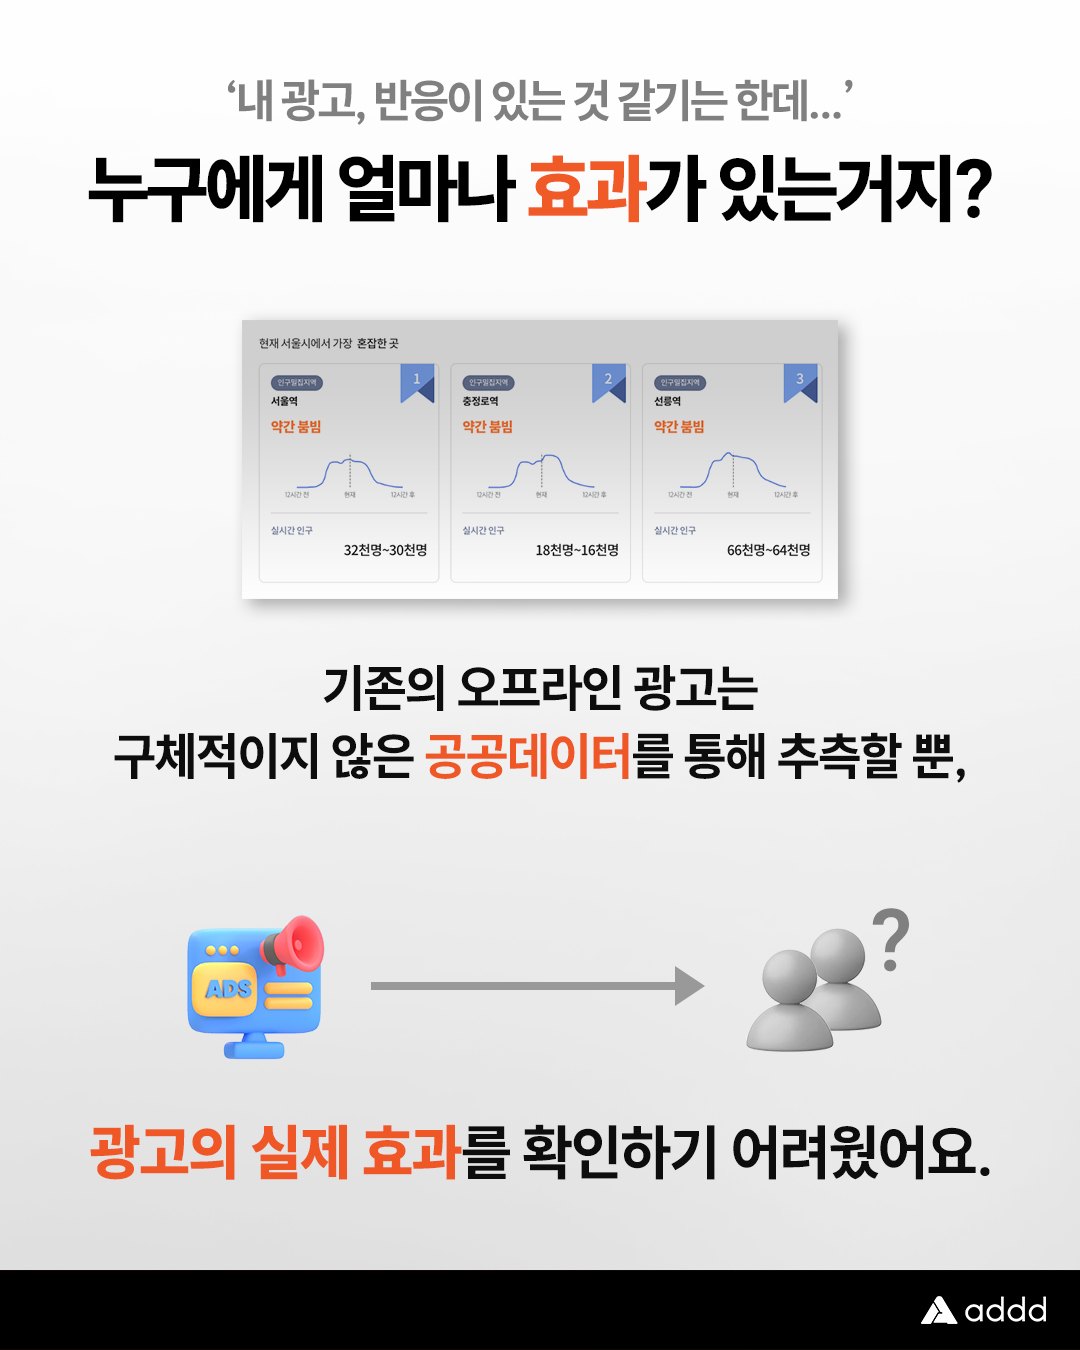 ‘내 광고, 반응이 있는 것 같기는 한데...’
누구에게 얼마나 효과가 있는거지?
현재 서울시에서 가장 혼잡한 곳
인구밀집지역
1
서울역
약간 붐빔
12시간 전 현재 12시간 후
실시간 인구
32천명~30천명
인구밀집지역
2
충정로역
약간 붐빔
12시간 전 현재 12시간 후
실시간 인구
18천명~16천명
인구밀집지역
3
선릉역
약간 붐빔
12시간 전 현재 12시간 후
실시간 인구
66천명~64천명
기존의 오프라인 광고는
구체적이지 않은 공공데이터를 통해 추측할 뿐,
ADS
?
광고의 실제 효과를 확인하기 어려웠어요.
addd